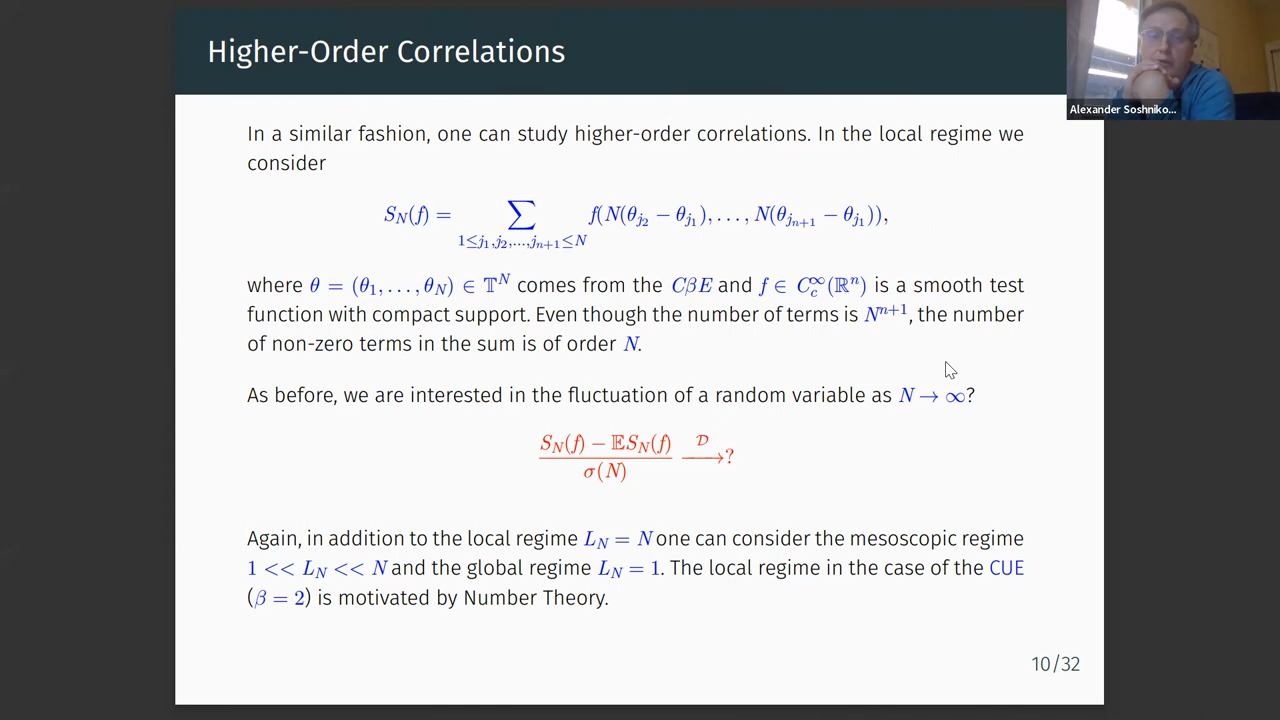 Higher-Order Correlations
Alexander Soshniko...
In a similar fashion, one can study higher-order correlations. In the local regime we
consider
S_N(f) = ∑_{1≤j_1,j_2,...,j_{n+1}≤N} f(N(θ_{j_2} − θ_{j_1}), . . . , N(θ_{j_{n+1}} − θ_{j_1})),
where θ = (θ_1, . . . , θ_N) ∈ 𝕋^N comes from the CβE and f ∈ C_c^∞(ℝ^n) is a smooth test
function with compact support. Even though the number of terms is N^{n+1}, the number
of non-zero terms in the sum is of order N.
As before, we are interested in the fluctuation of a random variable as N → ∞?
(S_N(f) − 𝔼S_N(f)) / σ(N) —𝒟→ ?
Again, in addition to the local regime L_N = N one can consider the mesoscopic regime
1 << L_N << N and the global regime L_N = 1. The local regime in the case of the CUE
(β = 2) is motivated by Number Theory.
10/32